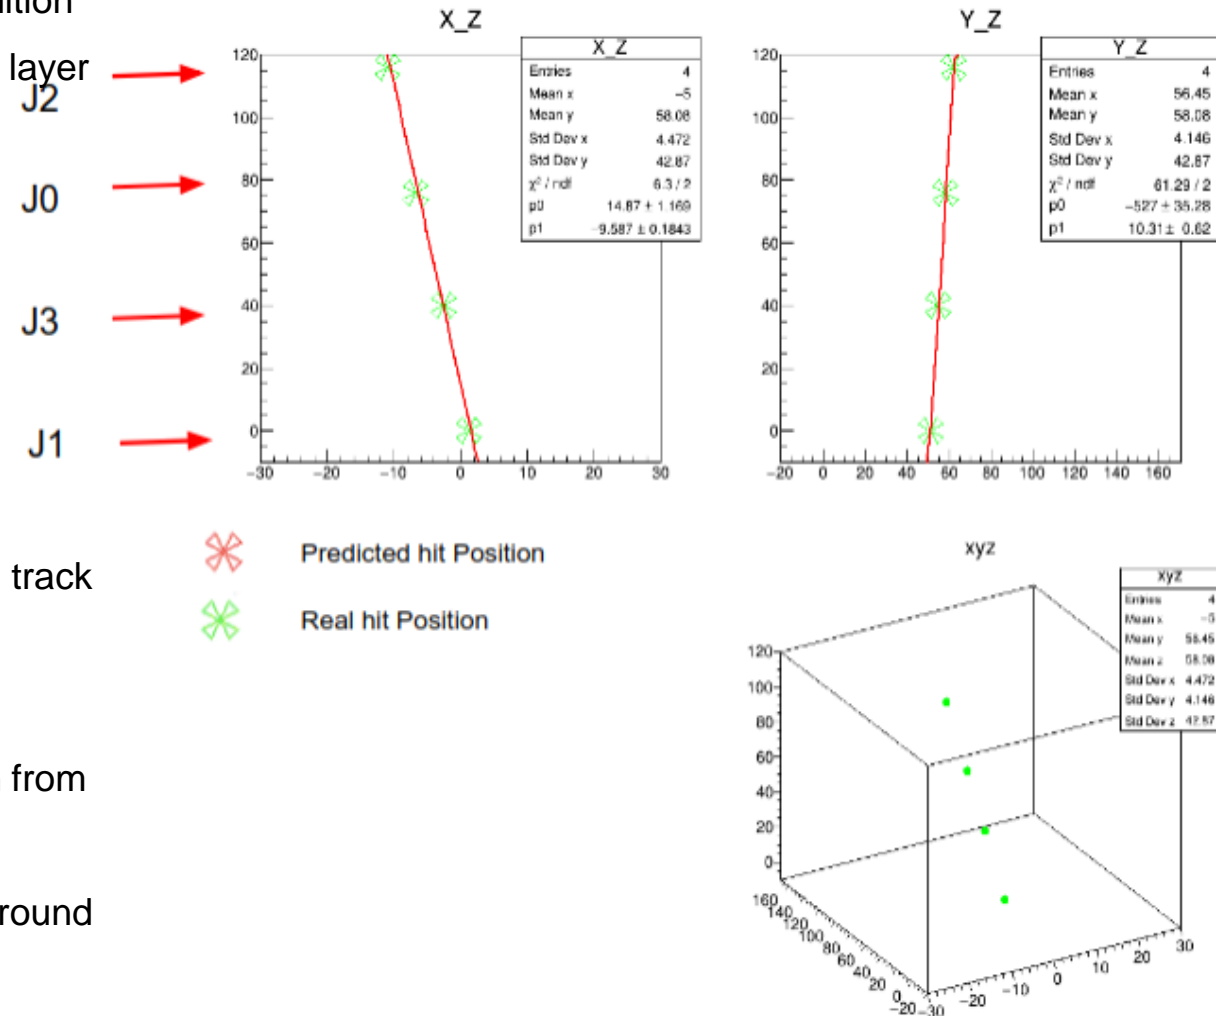 ition
layer
J2
J0
J3
J1
X_Z
120
100
80
60
40
20
0
−30 −20 −10 0 10 20 30
X_Z
Entries 4
Mean x −5
Mean y 58.08
Std Dev x 4.472
Std Dev y 42.87
χ² / ndf 6.3 / 2
p0 14.87 ± 1.169
p1 −9.587 ± 0.1843
Y_Z
120
100
80
60
40
20
0
−20 0 20 40 60 80 100 120 140 160
Y_Z
Entries 4
Mean x 56.45
Mean y 58.08
Std Dev x 4.146
Std Dev y 42.87
χ² / ndf 61.29 / 2
p0 −527 ± 35.28
p1 10.31 ± 0.62
Predicted hit Position
Real hit Position
track
from
round
xyz
xyz
Entries 4
Mean x −5
Mean y 56.45
Mean z 58.08
Std Dev x 4.472
Std Dev y 4.146
Std Dev z 42.87
120
100
80
60
40
20
0
160
140
120
100
80
60
40
20
0
−20
−30 −20 −10 0 10 20 30